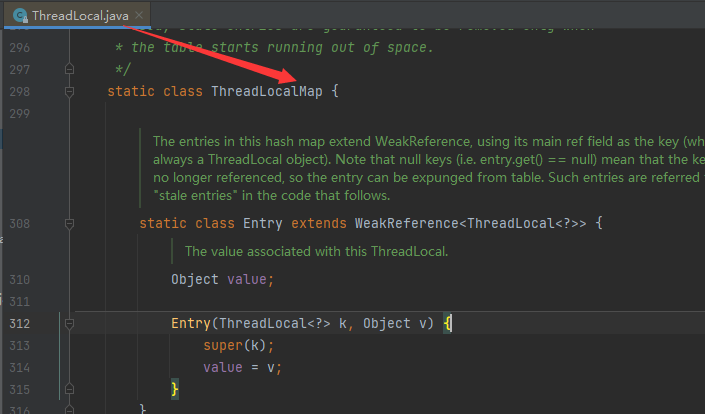 ThreadLocal.java
296 * the table starts running out of space.
297 */
298 static class ThreadLocalMap {
299
The entries in this hash map extend WeakReference, using its main ref field as the key (wh
always a ThreadLocal object). Note that null keys (i.e. entry.get() == null) mean that the ke
no longer referenced, so the entry can be expunged from table. Such entries are referred
"stale entries" in the code that follows.
308 static class Entry extends WeakReference<ThreadLocal<?>> {
The value associated with this ThreadLocal.
310 Object value;
311
312 Entry(ThreadLocal<?> k, Object v) {
313 super(k);
314 value = v;
315 }
316 }